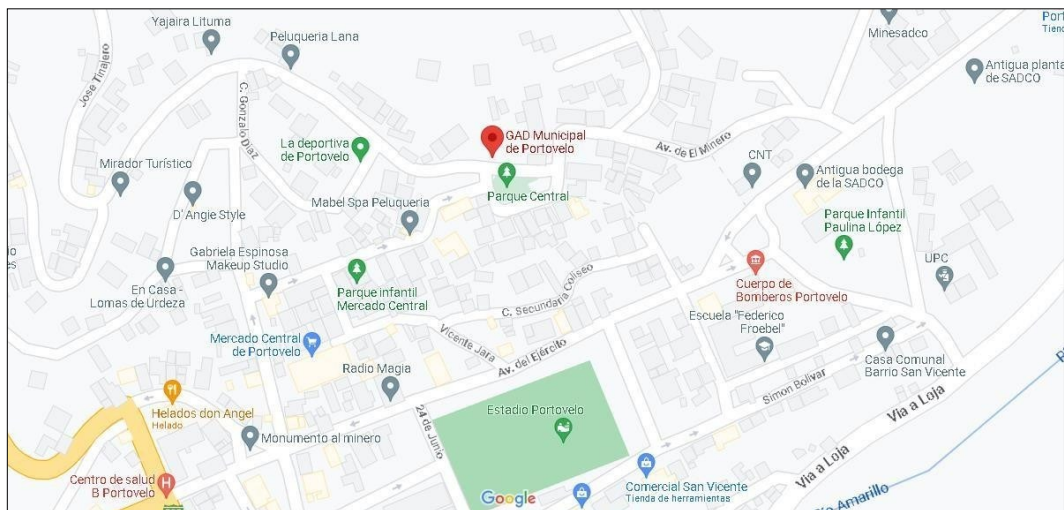 Yajaira Lituma
Peluqueria Lana
Minesadco
Port
Tiend
Antigua planta
de SADCO
Jose Tinajero
C. Gonzalo Diaz
La deportiva
de Portovelo
GAD Municipal
de Portovelo
Av. de El Minero
CNT
Mirador Turístico
Parque Central
Antigua bodega
de la SADCO
D' Angie Style
Mabel Spa Peluqueria
Parque Infantil
Paulina López
Gabriela Espinosa
Makeup Studio
UPC
En Casa -
Lomas de Urdeza
Parque infantil
Mercado Central
C. Secundaria Coliseo
Cuerpo de
Bomberos Portovelo
Escuela "Federico
Froebel"
Mercado Central
de Portovelo
Vicente Jara
Av. del Ejército
Radio Magia
Casa Comunal
Barrio San Vicente
Simon Bolivar
Helados don Angel
Helado
24 de Junio
Estadio Portovelo
Via a Loja
Monumento al minero
Via a Loja
Centro de salud
B Portovelo
Google
Comercial San Vicente
Tienda de herramientas
Amarillo